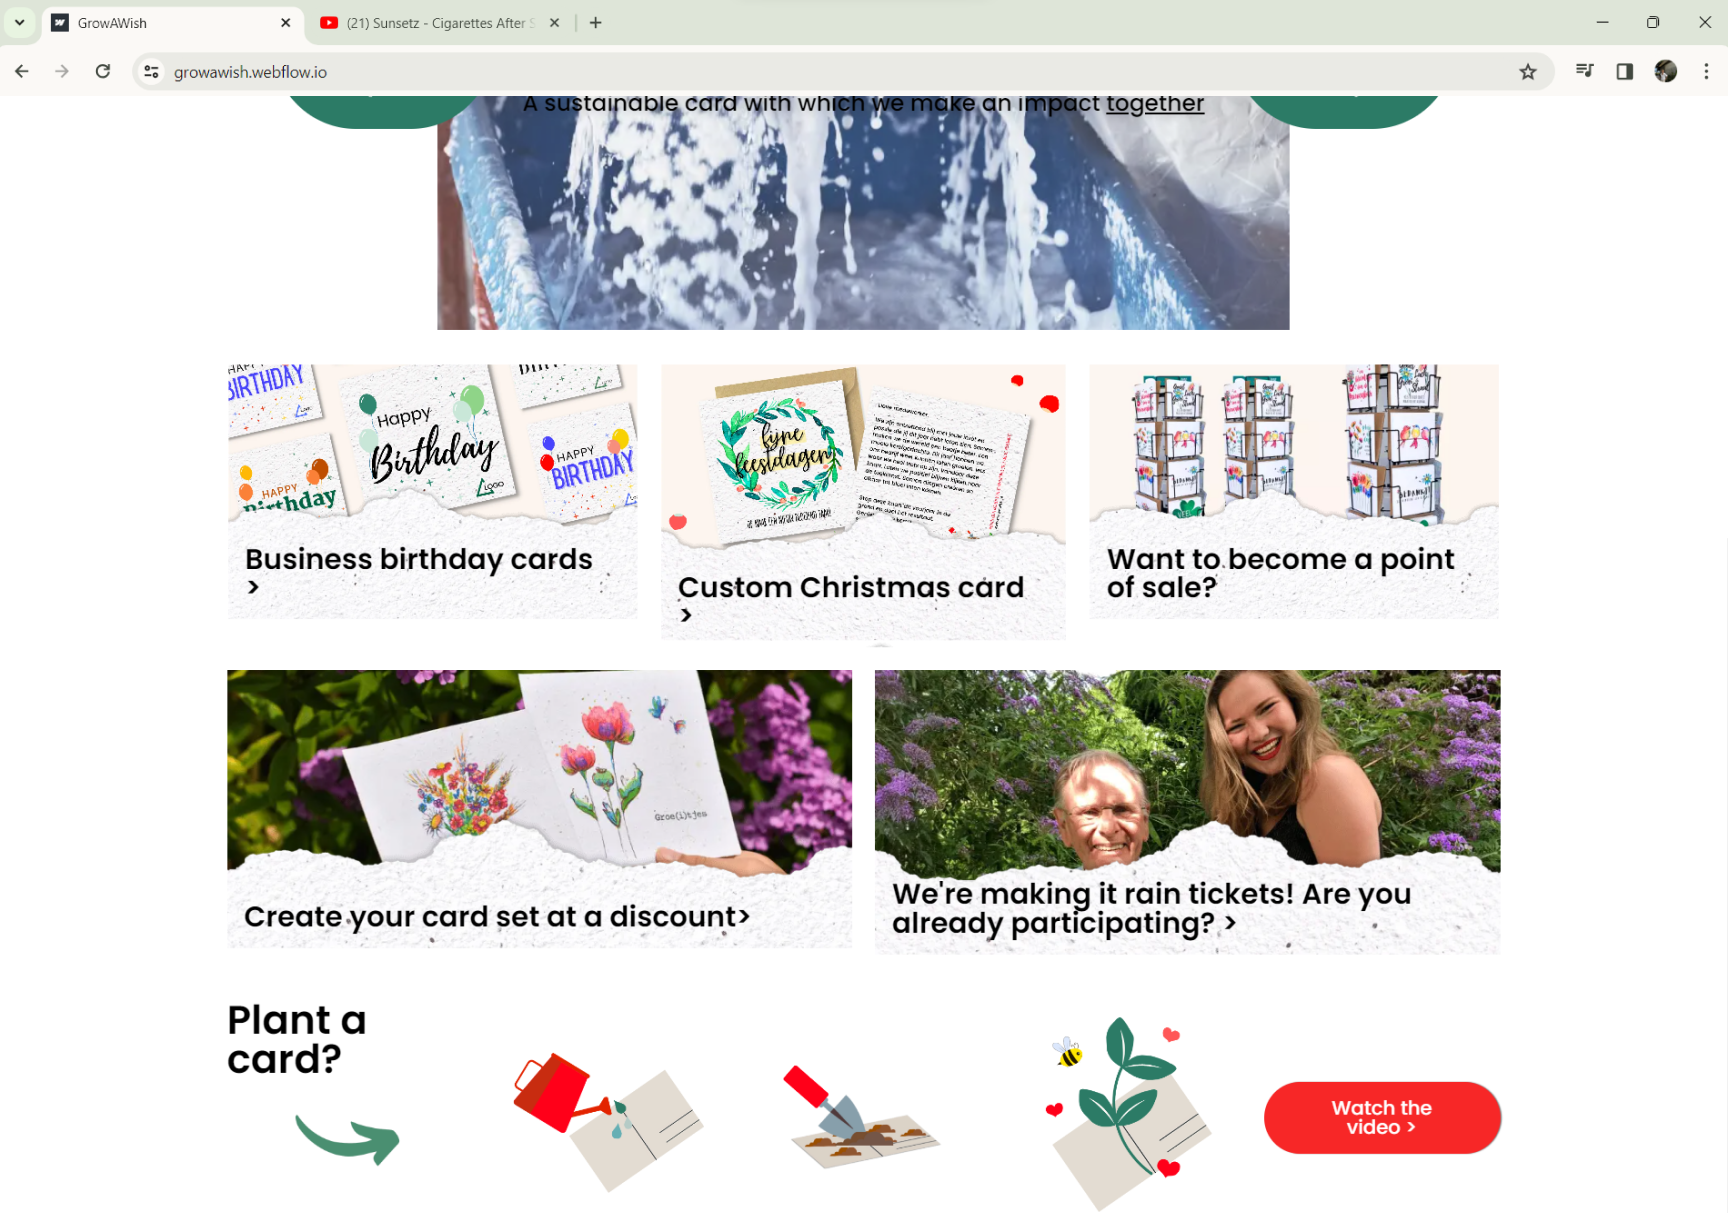 GrowAWish
(21) Sunsetz - Cigarettes After S
growawish.webflow.io
A sustainable card with which we make an impact together
BIRTHDAY
LOGO
Happy
Birthday
LOGO
HAPPY
Birthday
HAPPY
BIRTHDAY
LOGO
fijne
feestdagen
Business birthday cards
>
Custom Christmas card
>
Want to become a point
of sale?
Groe(i)tjes
Create your card set at a discount>
We're making it rain tickets! Are you
already participating? >
Plant a
card?
Watch the
video >